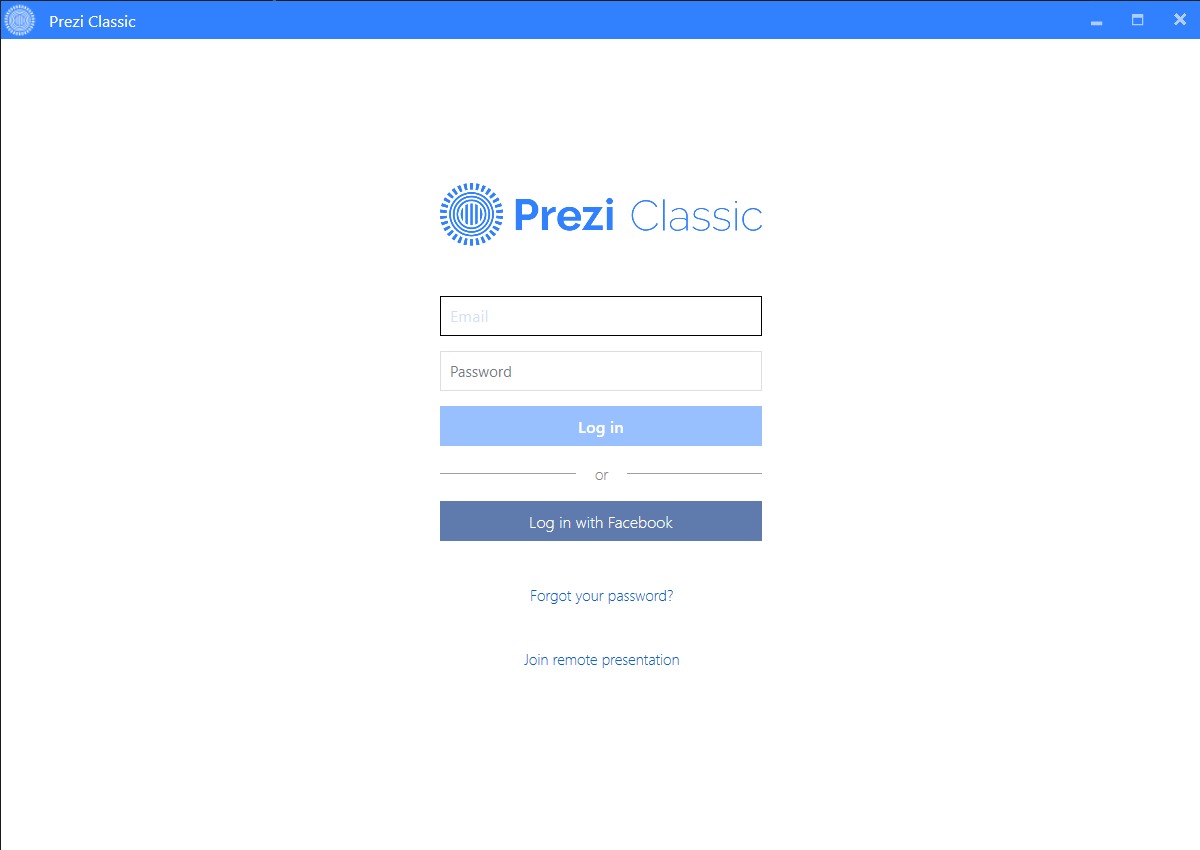 Prezi Classic
Prezi Classic
Email
Password
Log in
or
Log in with Facebook
Forgot your password?
Join remote presentation